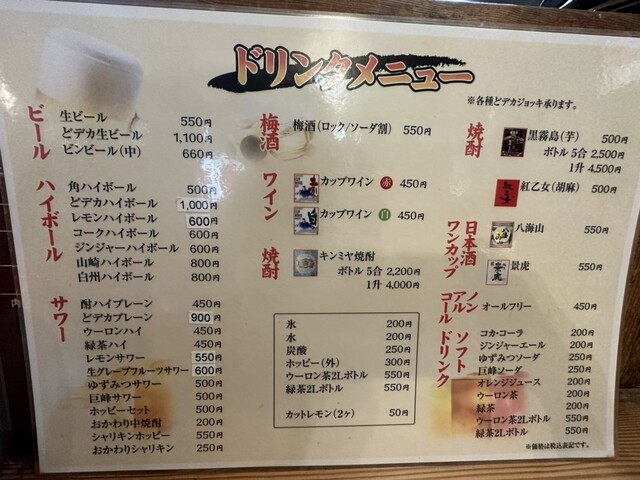 ドリンクメニュー
※各種どデカジョッキ承ります。
ビール
生ビール 550円
どデカ生ビール 1,100円
ビンビール(中) 660円
ハイボール
角ハイボール 500円
どデカハイボール 1,000円
レモンハイボール 600円
コークハイボール 600円
ジンジャーハイボール 600円
山崎ハイボール 800円
白州ハイボール 800円
サワー
酎ハイプレーン 450円
どデカプレーン 900円
ウーロンハイ 450円
緑茶ハイ 450円
レモンサワー 550円
生グレープフルーツサワー 600円
ゆずみつサワー 500円
巨峰サワー 500円
ホッピーセット 500円
おかわり中焼酎 200円
シャリキンホッピー 550円
おかわりシャリキン 250円
梅酒
梅酒(ロック/ソーダ割) 550円
ワイン
カップワイン 赤 450円
カップワイン 白 450円
焼酎
キンミヤ焼酎
ボトル 5合 2,200円
1升 4,000円
氷 200円
水 200円
炭酸 250円
ホッピー(外) 300円
ウーロン茶2Lボトル 550円
緑茶2Lボトル 550円
カットレモン(2ヶ) 50円
焼酎
黒霧島(芋) 500円
ボトル 5合 2,500円
1升 4,500円
紅乙女(胡麻) 500円
日本酒
ワンカップ
八海山 550円
景虎 550円
ノン
アル
コール
オールフリー 450円
ソフト
ドリンク
コカ・コーラ 200円
ジンジャーエール 200円
ゆずみつソーダ 250円
巨峰ソーダ 250円
オレンジジュース 200円
ウーロン茶 200円
緑茶 200円
ウーロン茶2Lボトル 550円
緑茶2Lボトル 550円
※価格は税込表記です。